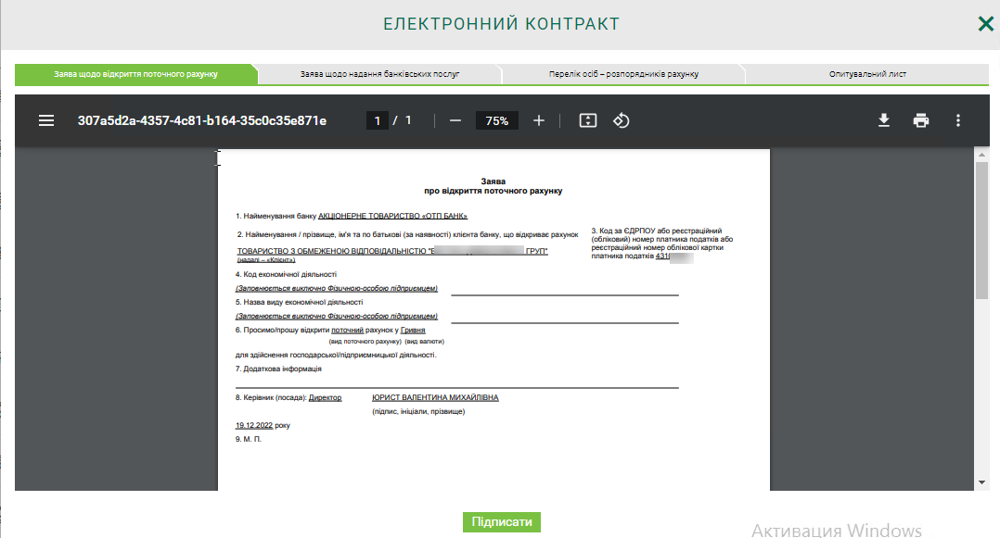 ЕЛЕКТРОННИЙ КОНТРАКТ
Заява щодо відкриття поточного рахунку
Заява щодо надання банківських послуг
Перелік осіб – розпорядників рахунку
Опитувальний лист
307a5d2a-4357-4c81-b164-35c0c35e871e
1 / 1
75%
Заява
про відкриття поточного рахунку
1. Найменування банку АКЦІОНЕРНЕ ТОВАРИСТВО «ОТП БАНК»
2. Найменування / прізвище, ім'я та по батькові (за наявності) клієнта банку, що відкриває рахунок
ТОВАРИСТВО З ОБМЕЖЕНОЮ ВІДПОВІДАЛЬНІСТЮ "В ГРУП"
(надалі – «Клієнт»)
3. Код за ЄДРПОУ або реєстраційний
(обліковий) номер платника податків або
реєстраційний номер облікової картки
платника податків 431
4. Код економічної діяльності
(Заповнюється виключно Фізичною-особою підприємцем)
5. Назва виду економічної діяльності
(Заповнюється виключно Фізичною-особою підприємцем)
6. Просимо/прошу відкрити поточний рахунок у Гривня
(вид поточного рахунку) (вид валюти)
для здійснення господарської/підприємницької діяльності.
7. Додаткова інформація
8. Керівник (посада): Директор ЮРИСТ ВАЛЕНТИНА МИХАЙЛІВНА
(підпис, ініціали, прізвище)
19.12.2022 року
9. М. П.
Підписати
Активация Windows